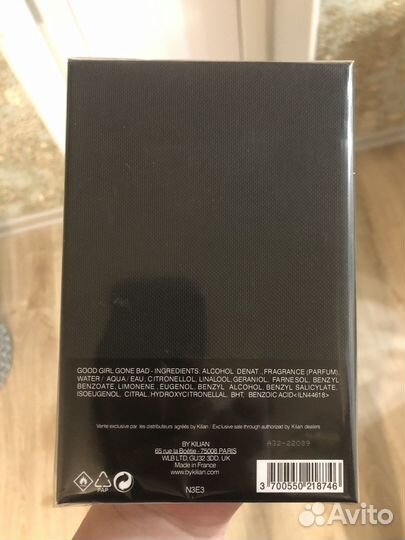 GOOD GIRL GONE BAD - INGREDIENTS: ALCOHOL DENAT., FRAGRANCE (PARFUM),
WATER / AQUA / EAU, CITRONELLOL, LINALOOL, GERANIOL, FARNESOL, BENZYL
BENZOATE, LIMONENE, EUGENOL, BENZYL ALCOHOL, BENZYL SALICYLATE,
ISOEUGENOL, CITRAL, HYDROXYCITRONELLAL, BHT, BENZOIC ACID<ILN44618>
Vente exclusive par les distributeurs agréés by Kilian / Exclusive sale through authorized by Kilian dealers
A32-22089
BY KILIAN
65 rue la Boëtie - 75008 PARIS
WLB LTD. GU32 3DD. UK
Made in France
www.bykilian.com
PAP
N3E3
3 700550 218746
Avito